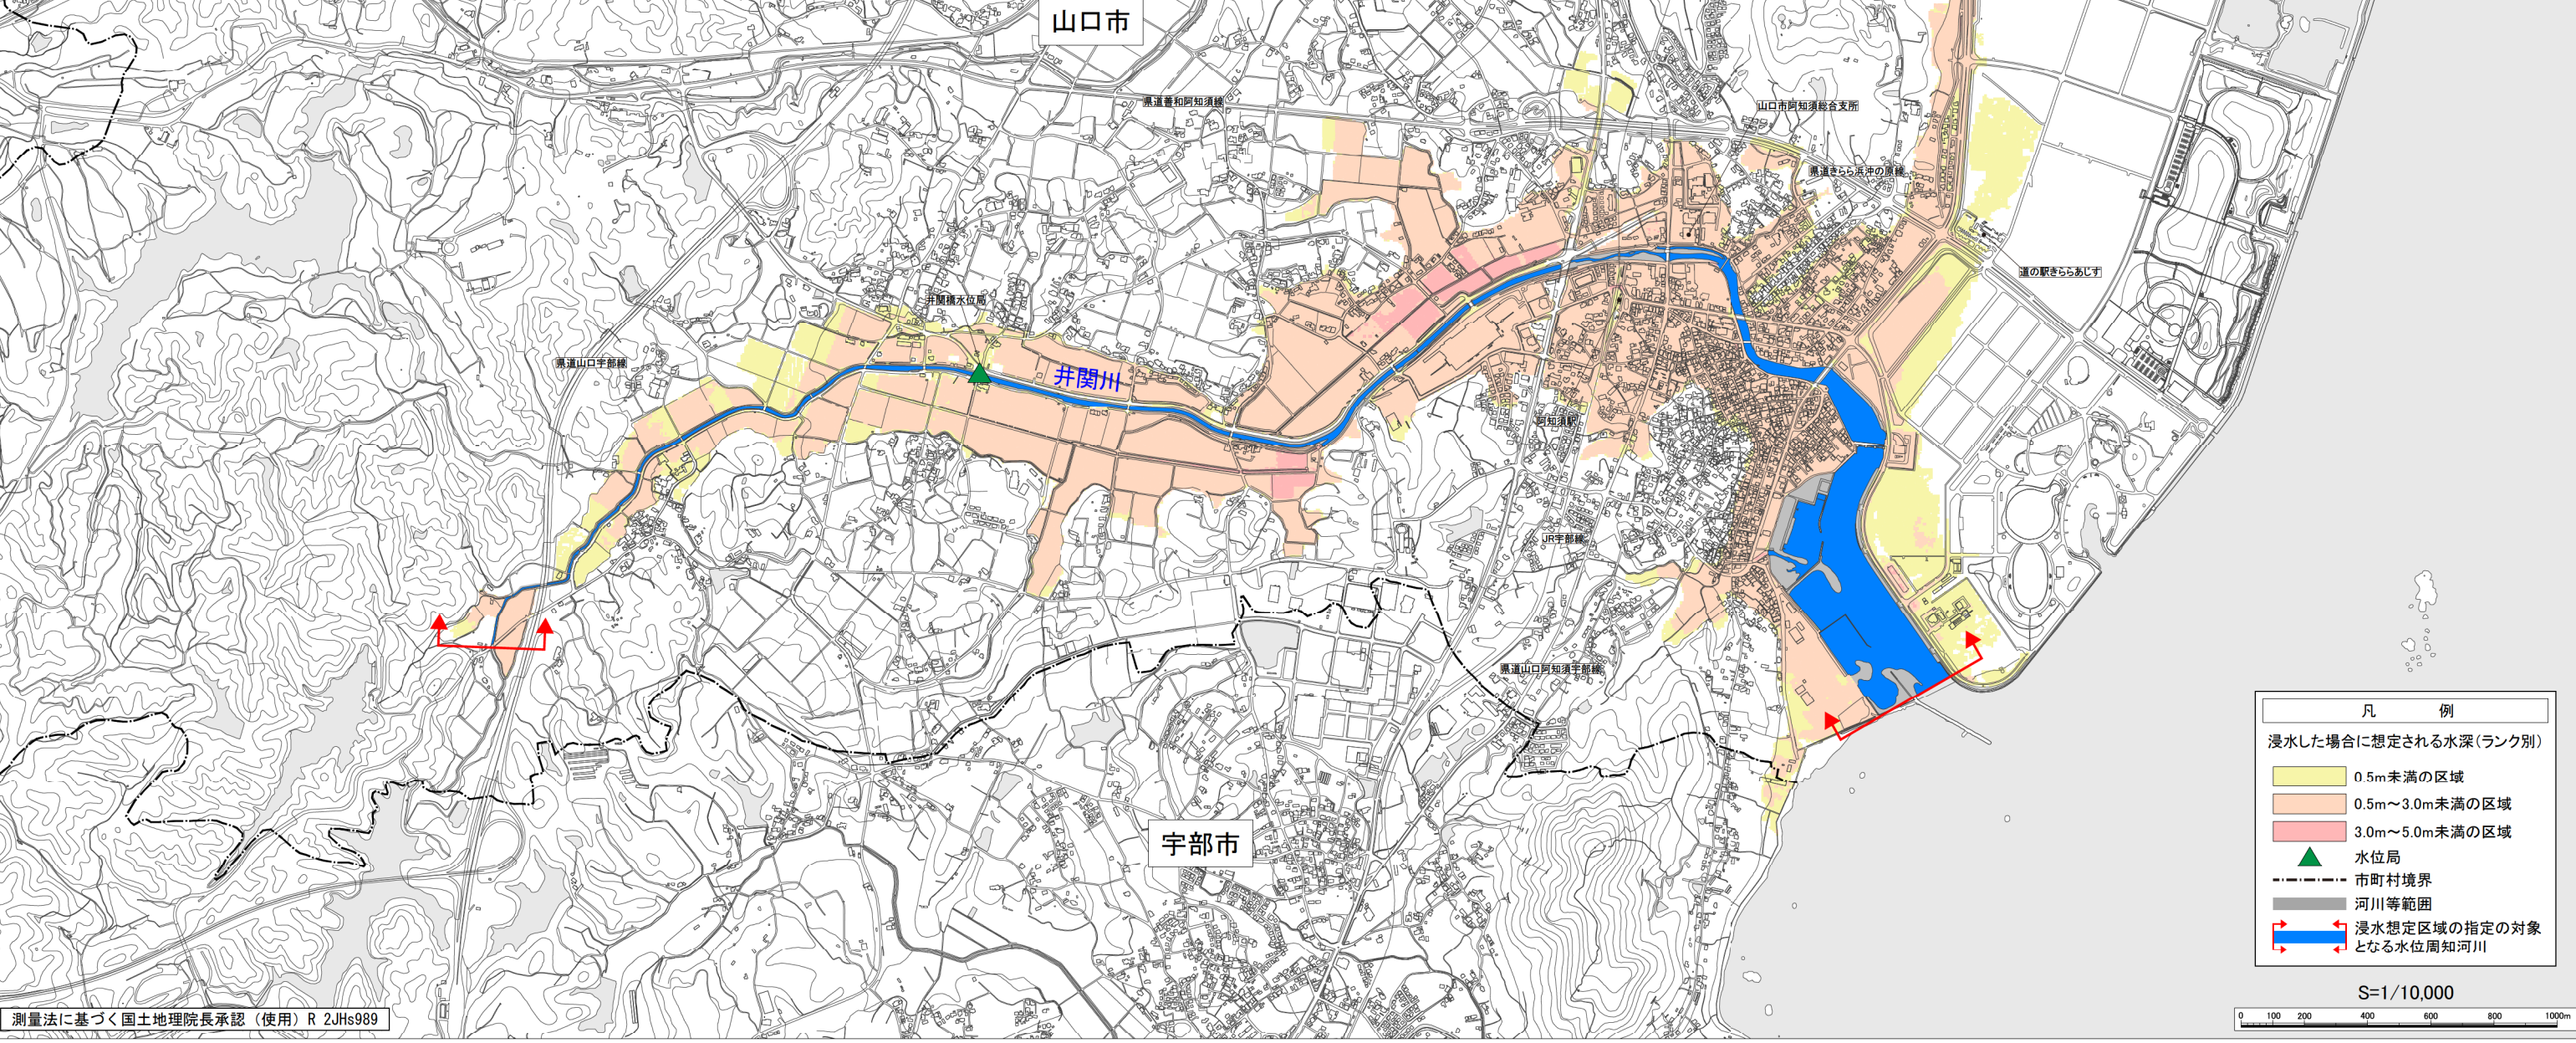 山口市
県道善和阿知須線
山口市阿知須総合支所
県道きらら浜沖の原線
道の駅きららあじす
井関橋水位局
県道山口宇部線
井関川
阿知須駅
JR宇部線
県道山口阿知須宇部線
宇部市
凡 例
浸水した場合に想定される水深（ランク別）
0.5m未満の区域
0.5m～3.0m未満の区域
3.0m～5.0m未満の区域
水位局
市町村境界
河川等範囲
浸水想定区域の指定の対象
となる水位周知河川
S=1/10,000
0 100 200 400 600 800 1000m
測量法に基づく国土地理院長承認（使用）R 2JHs989